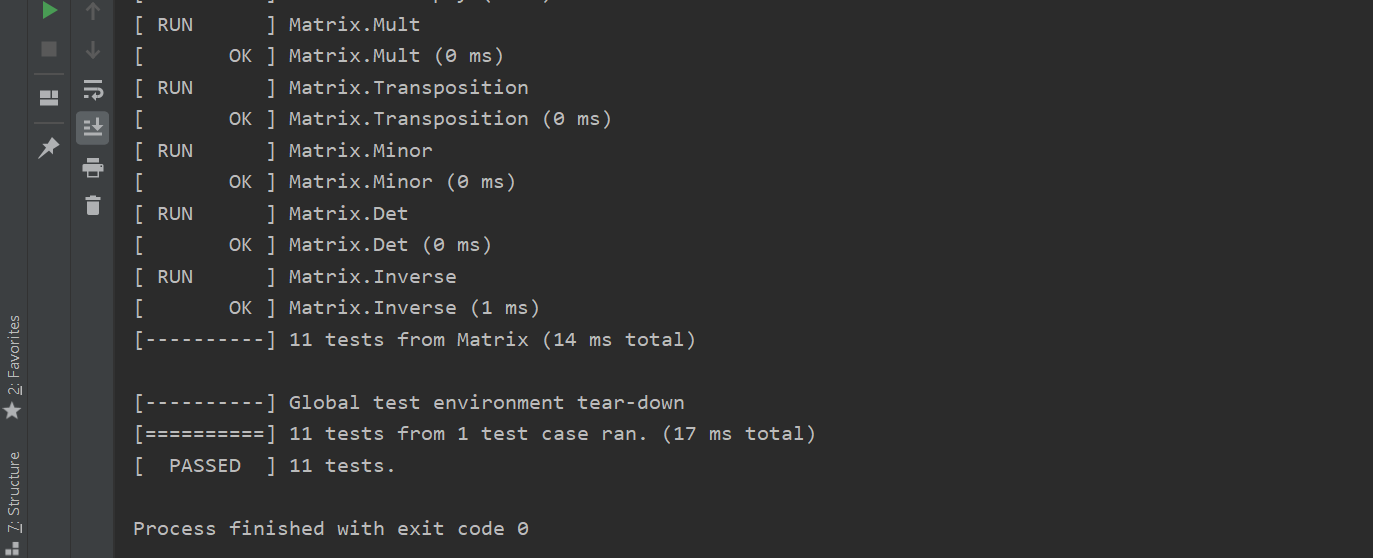 [ RUN      ] Matrix.Mult
[       OK ] Matrix.Mult (0 ms)
[ RUN      ] Matrix.Transposition
[       OK ] Matrix.Transposition (0 ms)
[ RUN      ] Matrix.Minor
[       OK ] Matrix.Minor (0 ms)
[ RUN      ] Matrix.Det
[       OK ] Matrix.Det (0 ms)
[ RUN      ] Matrix.Inverse
[       OK ] Matrix.Inverse (1 ms)
[----------] 11 tests from Matrix (14 ms total)
[----------] Global test environment tear-down
[==========] 11 tests from 1 test case ran. (17 ms total)
[  PASSED  ] 11 tests.
Process finished with exit code 0
2: Favorites
7: Structure